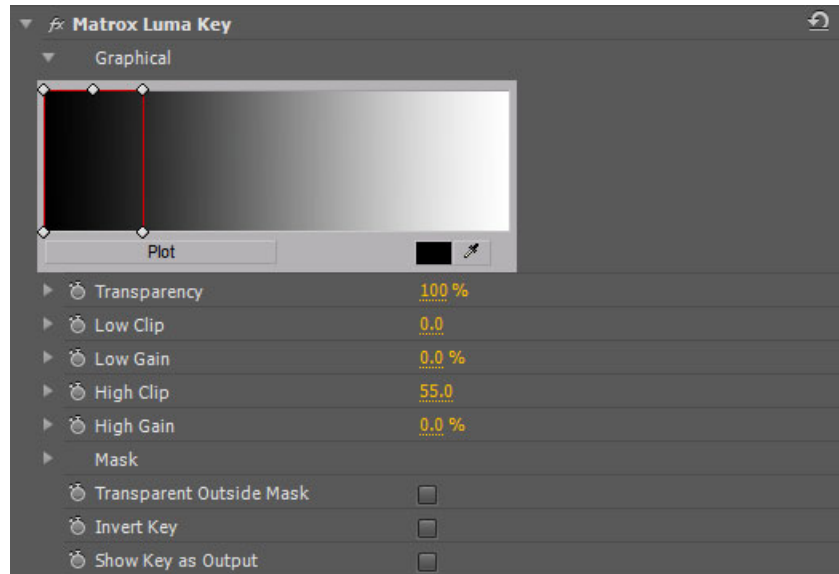 fx Matrox Luma Key
Graphical
Plot
Transparency 100 %
Low Clip 0.0
Low Gain 0.0 %
High Clip 55.0
High Gain 0.0 %
Mask
Transparent Outside Mask
Invert Key
Show Key as Output